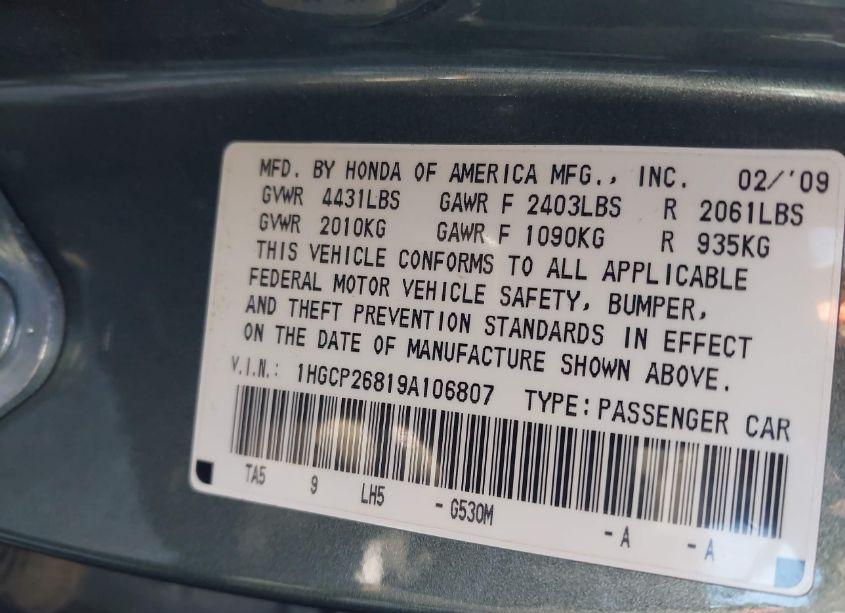 MFD. BY HONDA OF AMERICA MFG., INC. 02/'09
GVWR 4431LBS GAWR F 2403LBS R 2061LBS
GVWR 2010KG GAWR F 1090KG R 935KG
THIS VEHICLE CONFORMS TO ALL APPLICABLE
FEDERAL MOTOR VEHICLE SAFETY, BUMPER,
AND THEFT PREVENTION STANDARDS IN EFFECT
ON THE DATE OF MANUFACTURE SHOWN ABOVE.
V.I.N.: 1HGCP26819A106807 TYPE: PASSENGER CAR
TA5 9 LH5 - G530M - A - A